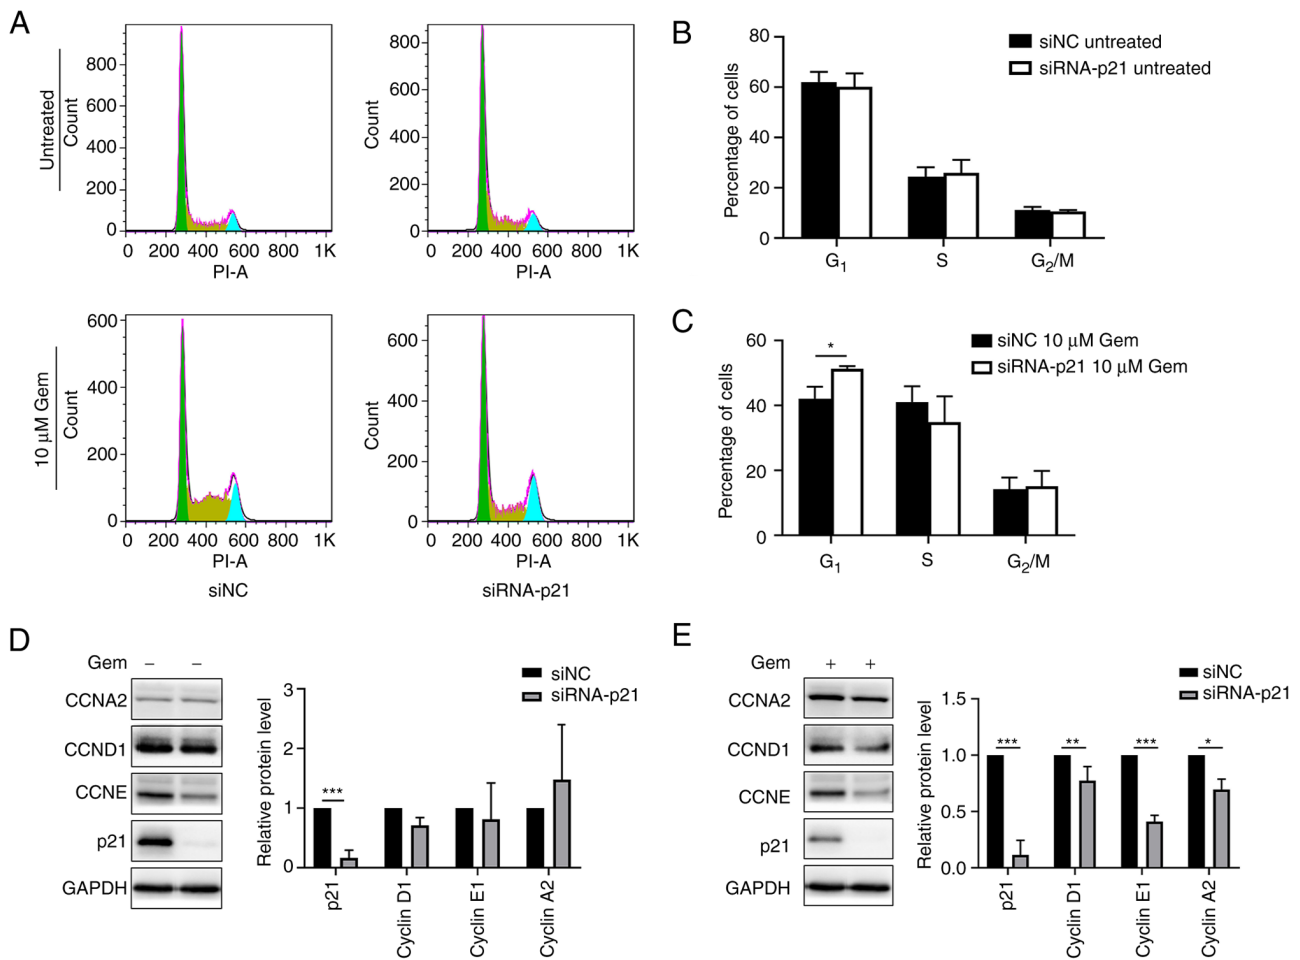 A
Untreated
Count
800
600
400
200
0
0 200 400 600 800 1K
PI-A
Count
800
600
400
200
0
0 200 400 600 800 1K
PI-A
10 µM Gem
Count
600
400
200
0
0 200 400 600 800 1K
PI-A
siNC
Count
600
400
200
0
0 200 400 600 800 1K
PI-A
siRNA-p21
B
Percentage of cells
80
60
40
20
0
G1 S G2/M
siNC untreated
siRNA-p21 untreated
C
Percentage of cells
60
40
20
0
*
G1 S G2/M
siNC 10 µM Gem
siRNA-p21 10 µM Gem
D
Gem – –
CCNA2
CCND1
CCNE
p21
GAPDH
Relative protein level
3
2
1
0
***
p21
Cyclin D1
Cyclin E1
Cyclin A2
siNC
siRNA-p21
E
Gem + +
CCNA2
CCND1
CCNE
p21
GAPDH
Relative protein level
1.5
1.0
0.5
0.0
*** ** *** *
p21
Cyclin D1
Cyclin E1
Cyclin A2
siNC
siRNA-p21